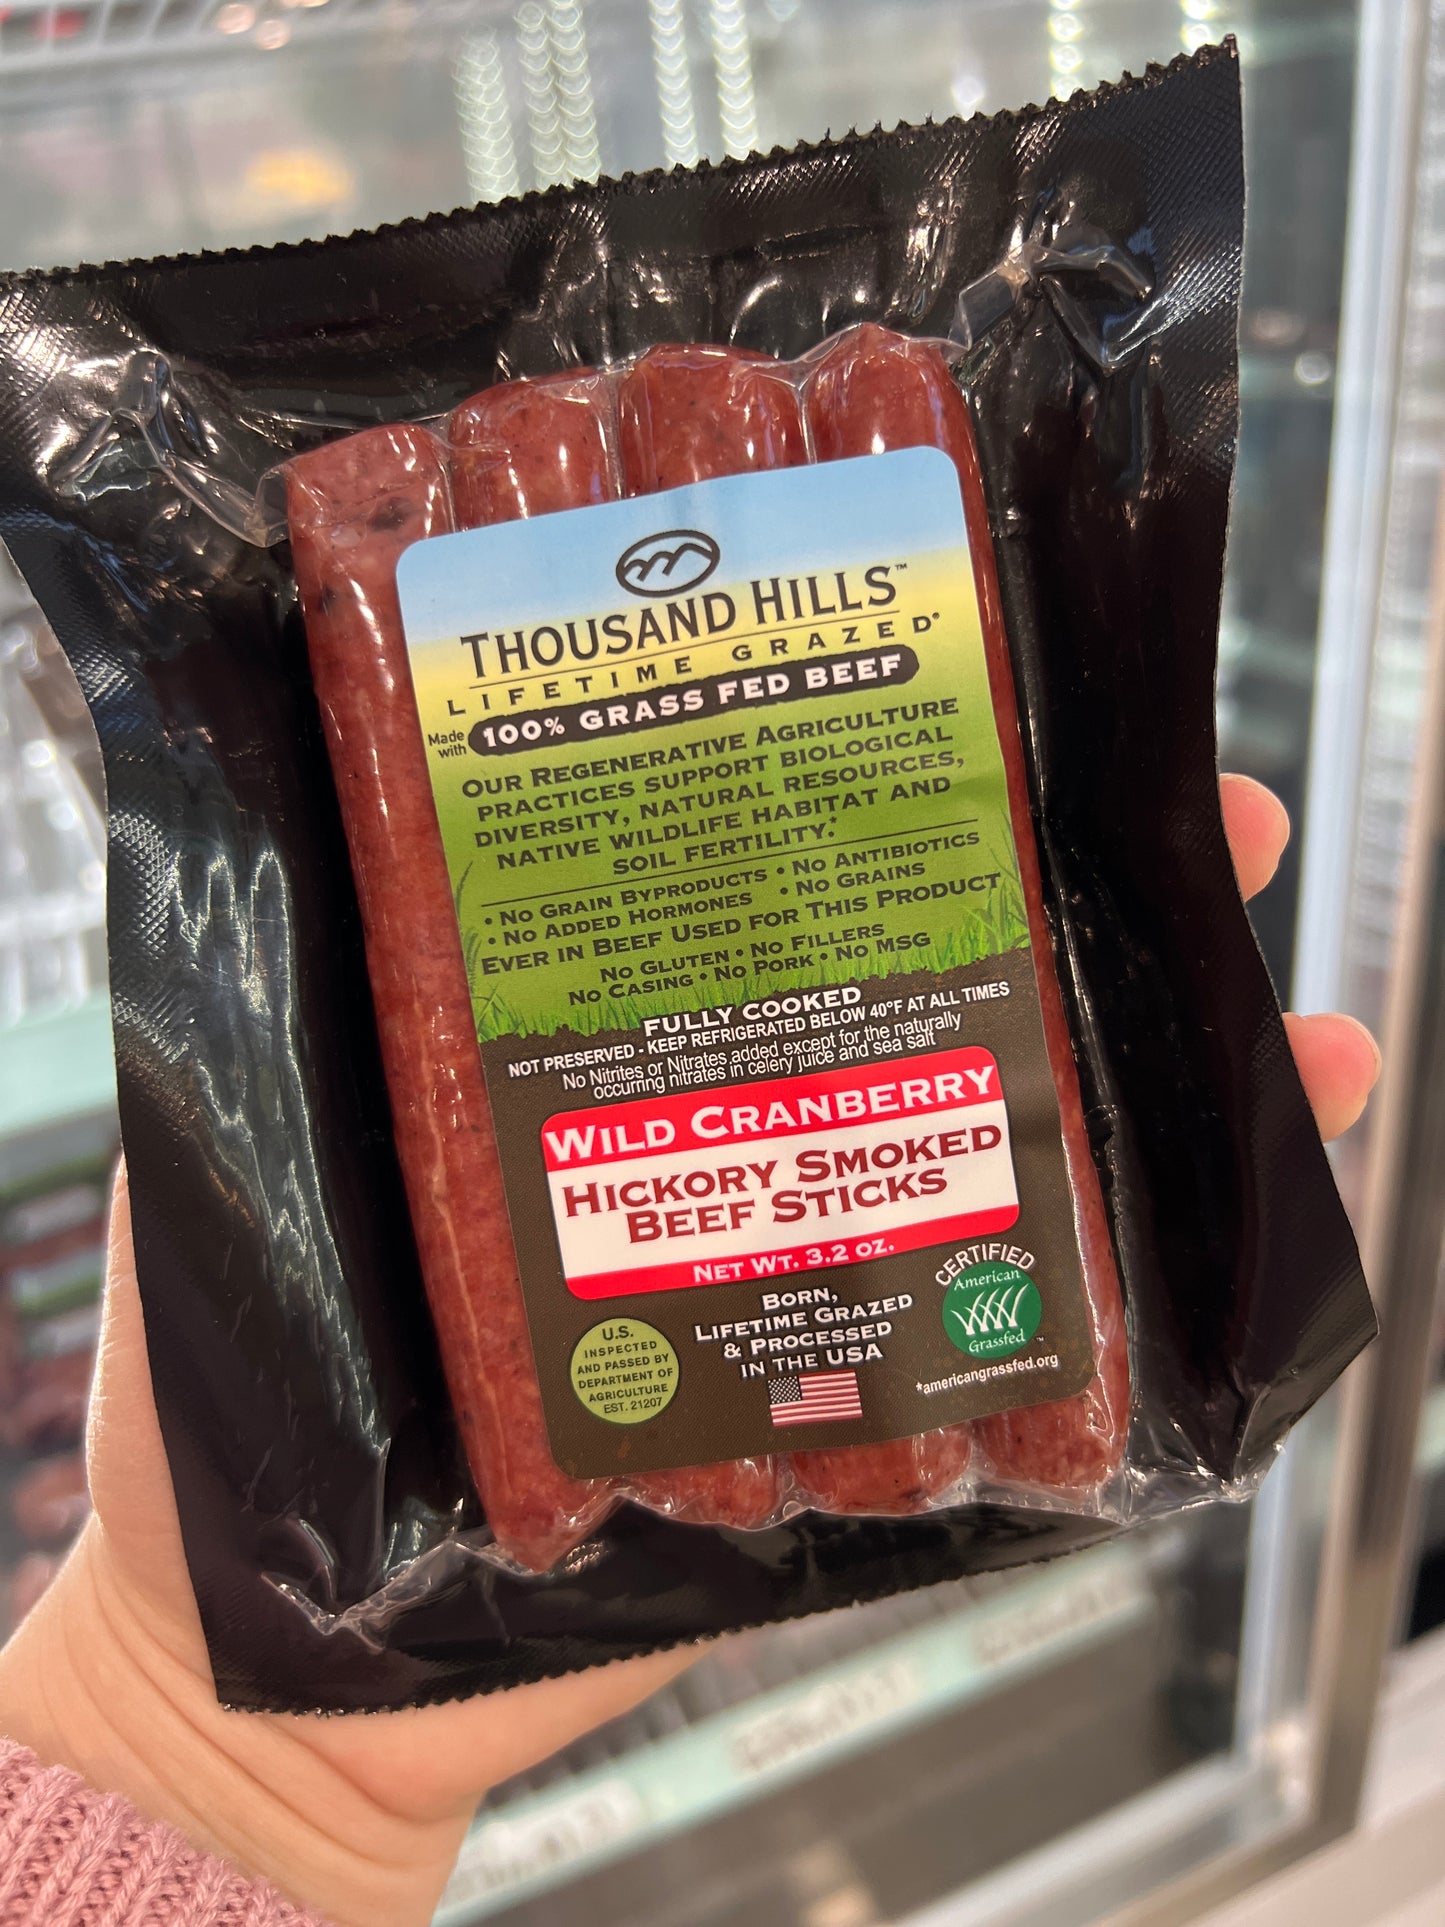 THOUSAND HILLS™
LIFETIME GRAZED®
Made with 100% GRASS FED BEEF
OUR REGENERATIVE AGRICULTURE
PRACTICES SUPPORT BIOLOGICAL
DIVERSITY, NATURAL RESOURCES,
NATIVE WILDLIFE HABITAT AND
SOIL FERTILITY.*
• NO GRAIN BYPRODUCTS • NO ANTIBIOTICS
• NO ADDED HORMONES • NO GRAINS
EVER IN BEEF USED FOR THIS PRODUCT
NO GLUTEN • NO FILLERS
NO CASING • NO PORK • NO MSG
FULLY COOKED
NOT PRESERVED - KEEP REFRIGERATED BELOW 40°F AT ALL TIMES
No Nitrites or Nitrates added except for the naturally
occurring nitrates in celery juice and sea salt
WILD CRANBERRY
HICKORY SMOKED
BEEF STICKS
NET WT. 3.2 OZ.
BORN,
LIFETIME GRAZED
& PROCESSED
IN THE USA
U.S.
INSPECTED
AND PASSED BY
DEPARTMENT OF
AGRICULTURE
EST. 21207
CERTIFIED
American
Grassfed ™
*americangrassfed.org